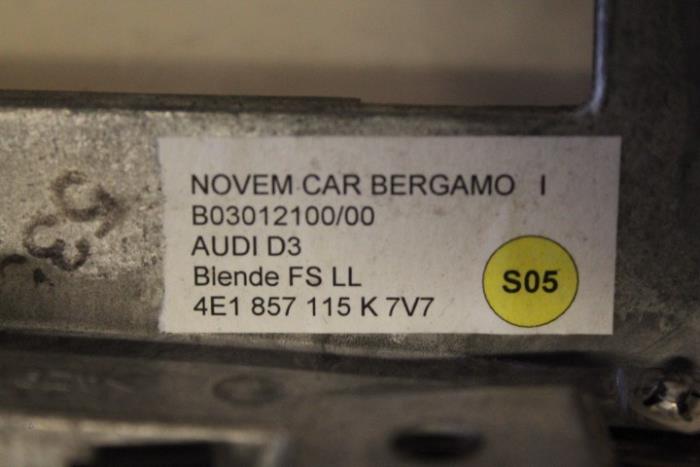 NOVEM CAR BERGAMO I
B03012100/00
AUDI D3
Blende FS LL
4E1 857 115 K 7V7
S05